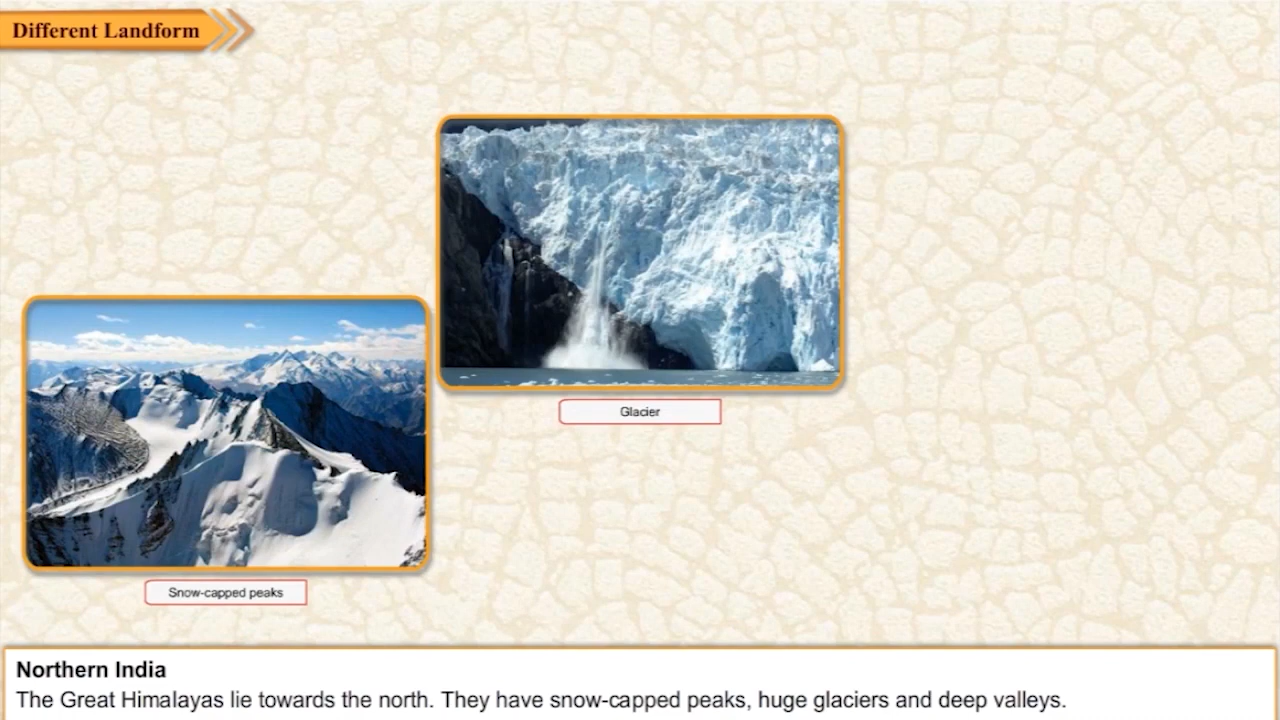 Different Landform
Glacier
Snow-capped peaks
Northern India
The Great Himalayas lie towards the north. They have snow-capped peaks, huge glaciers and deep valleys.